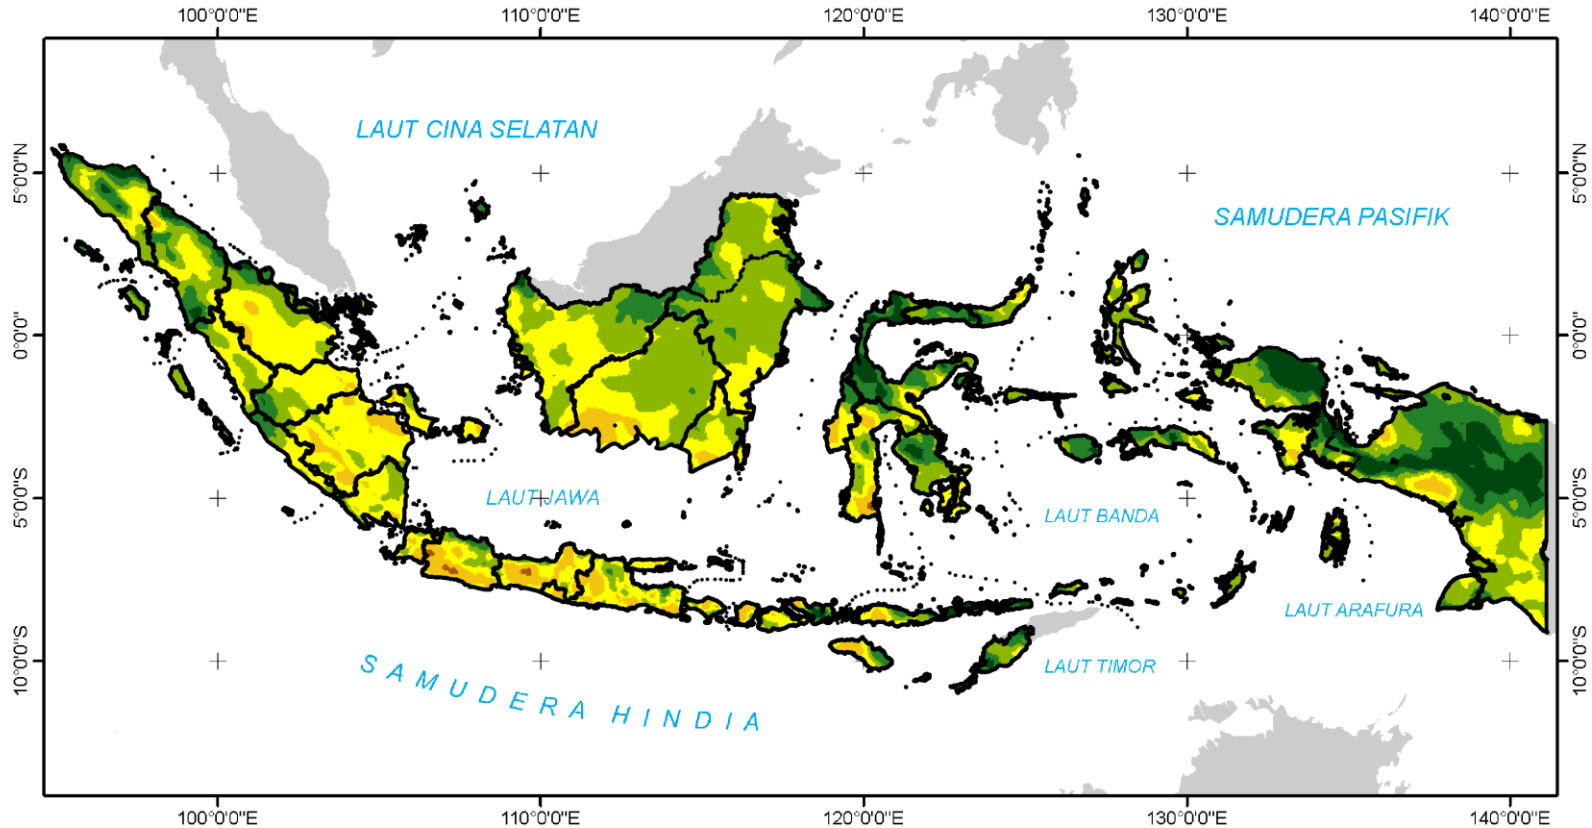 100°0'0"E 110°0'0"E 120°0'0"E 130°0'0"E 140°0'0"E
LAUT CINA SELATAN
5°0'0"N 5°0'0"N
SAMUDERA PASIFIK
0°0'0" 0°0'0"
LAUT JAWA
5°0'0"S 5°0'0"S
LAUT BANDA
LAUT ARAFURA
10°0'0"S 10°0'0"S
LAUT TIMOR
SAMUDERA HINDIA
100°0'0"E 110°0'0"E 120°0'0"E 130°0'0"E 140°0'0"E